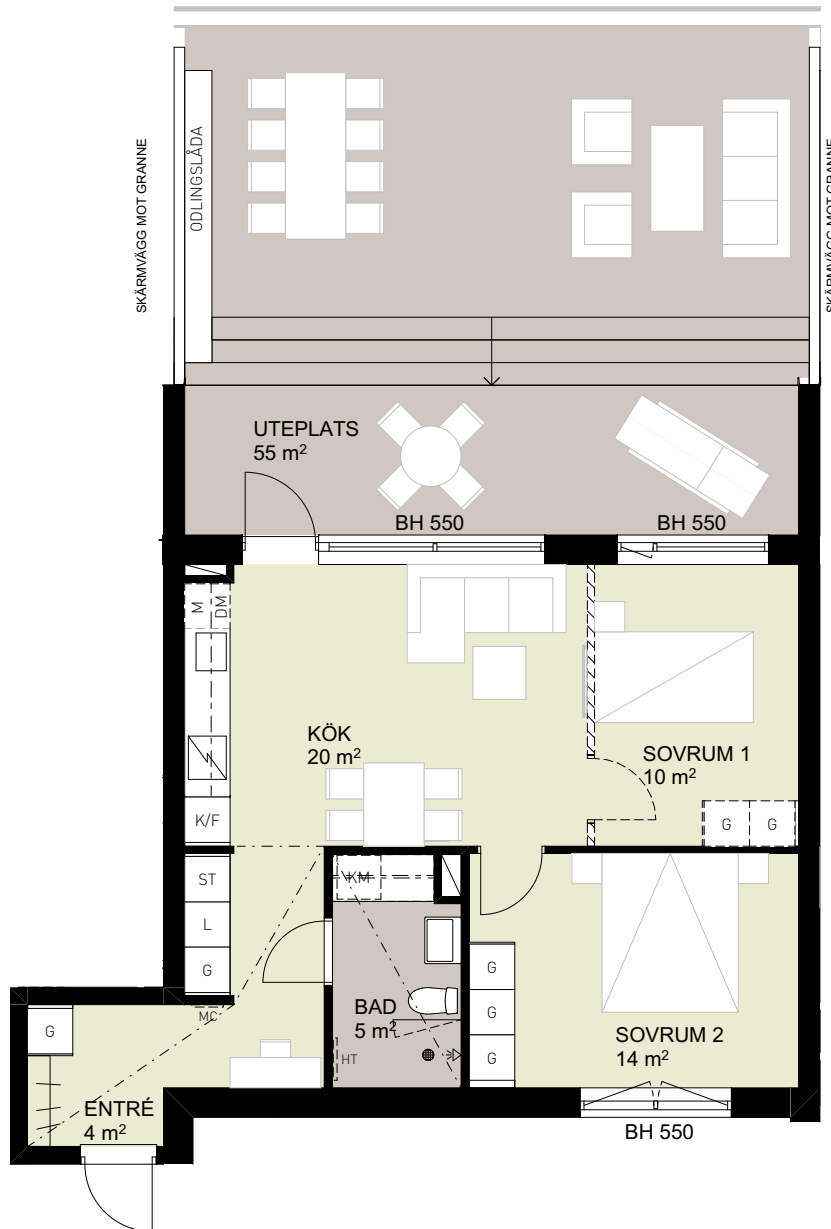 SKÄRMVÄGG MOT GRANNE
ODLINGSLÅDA
SKÄRMVÄGG MOT GRANNE
UTEPLATS
55 m²
BH 550
BH 550
M
DM
KÖK
20 m²
SOVRUM 1
10 m²
K/F
G
G
ST
KM
L
G
G
MC
G
BAD
5 m²
G
SOVRUM 2
14 m²
HT
G
ENTRÉ
4 m²
BH 550